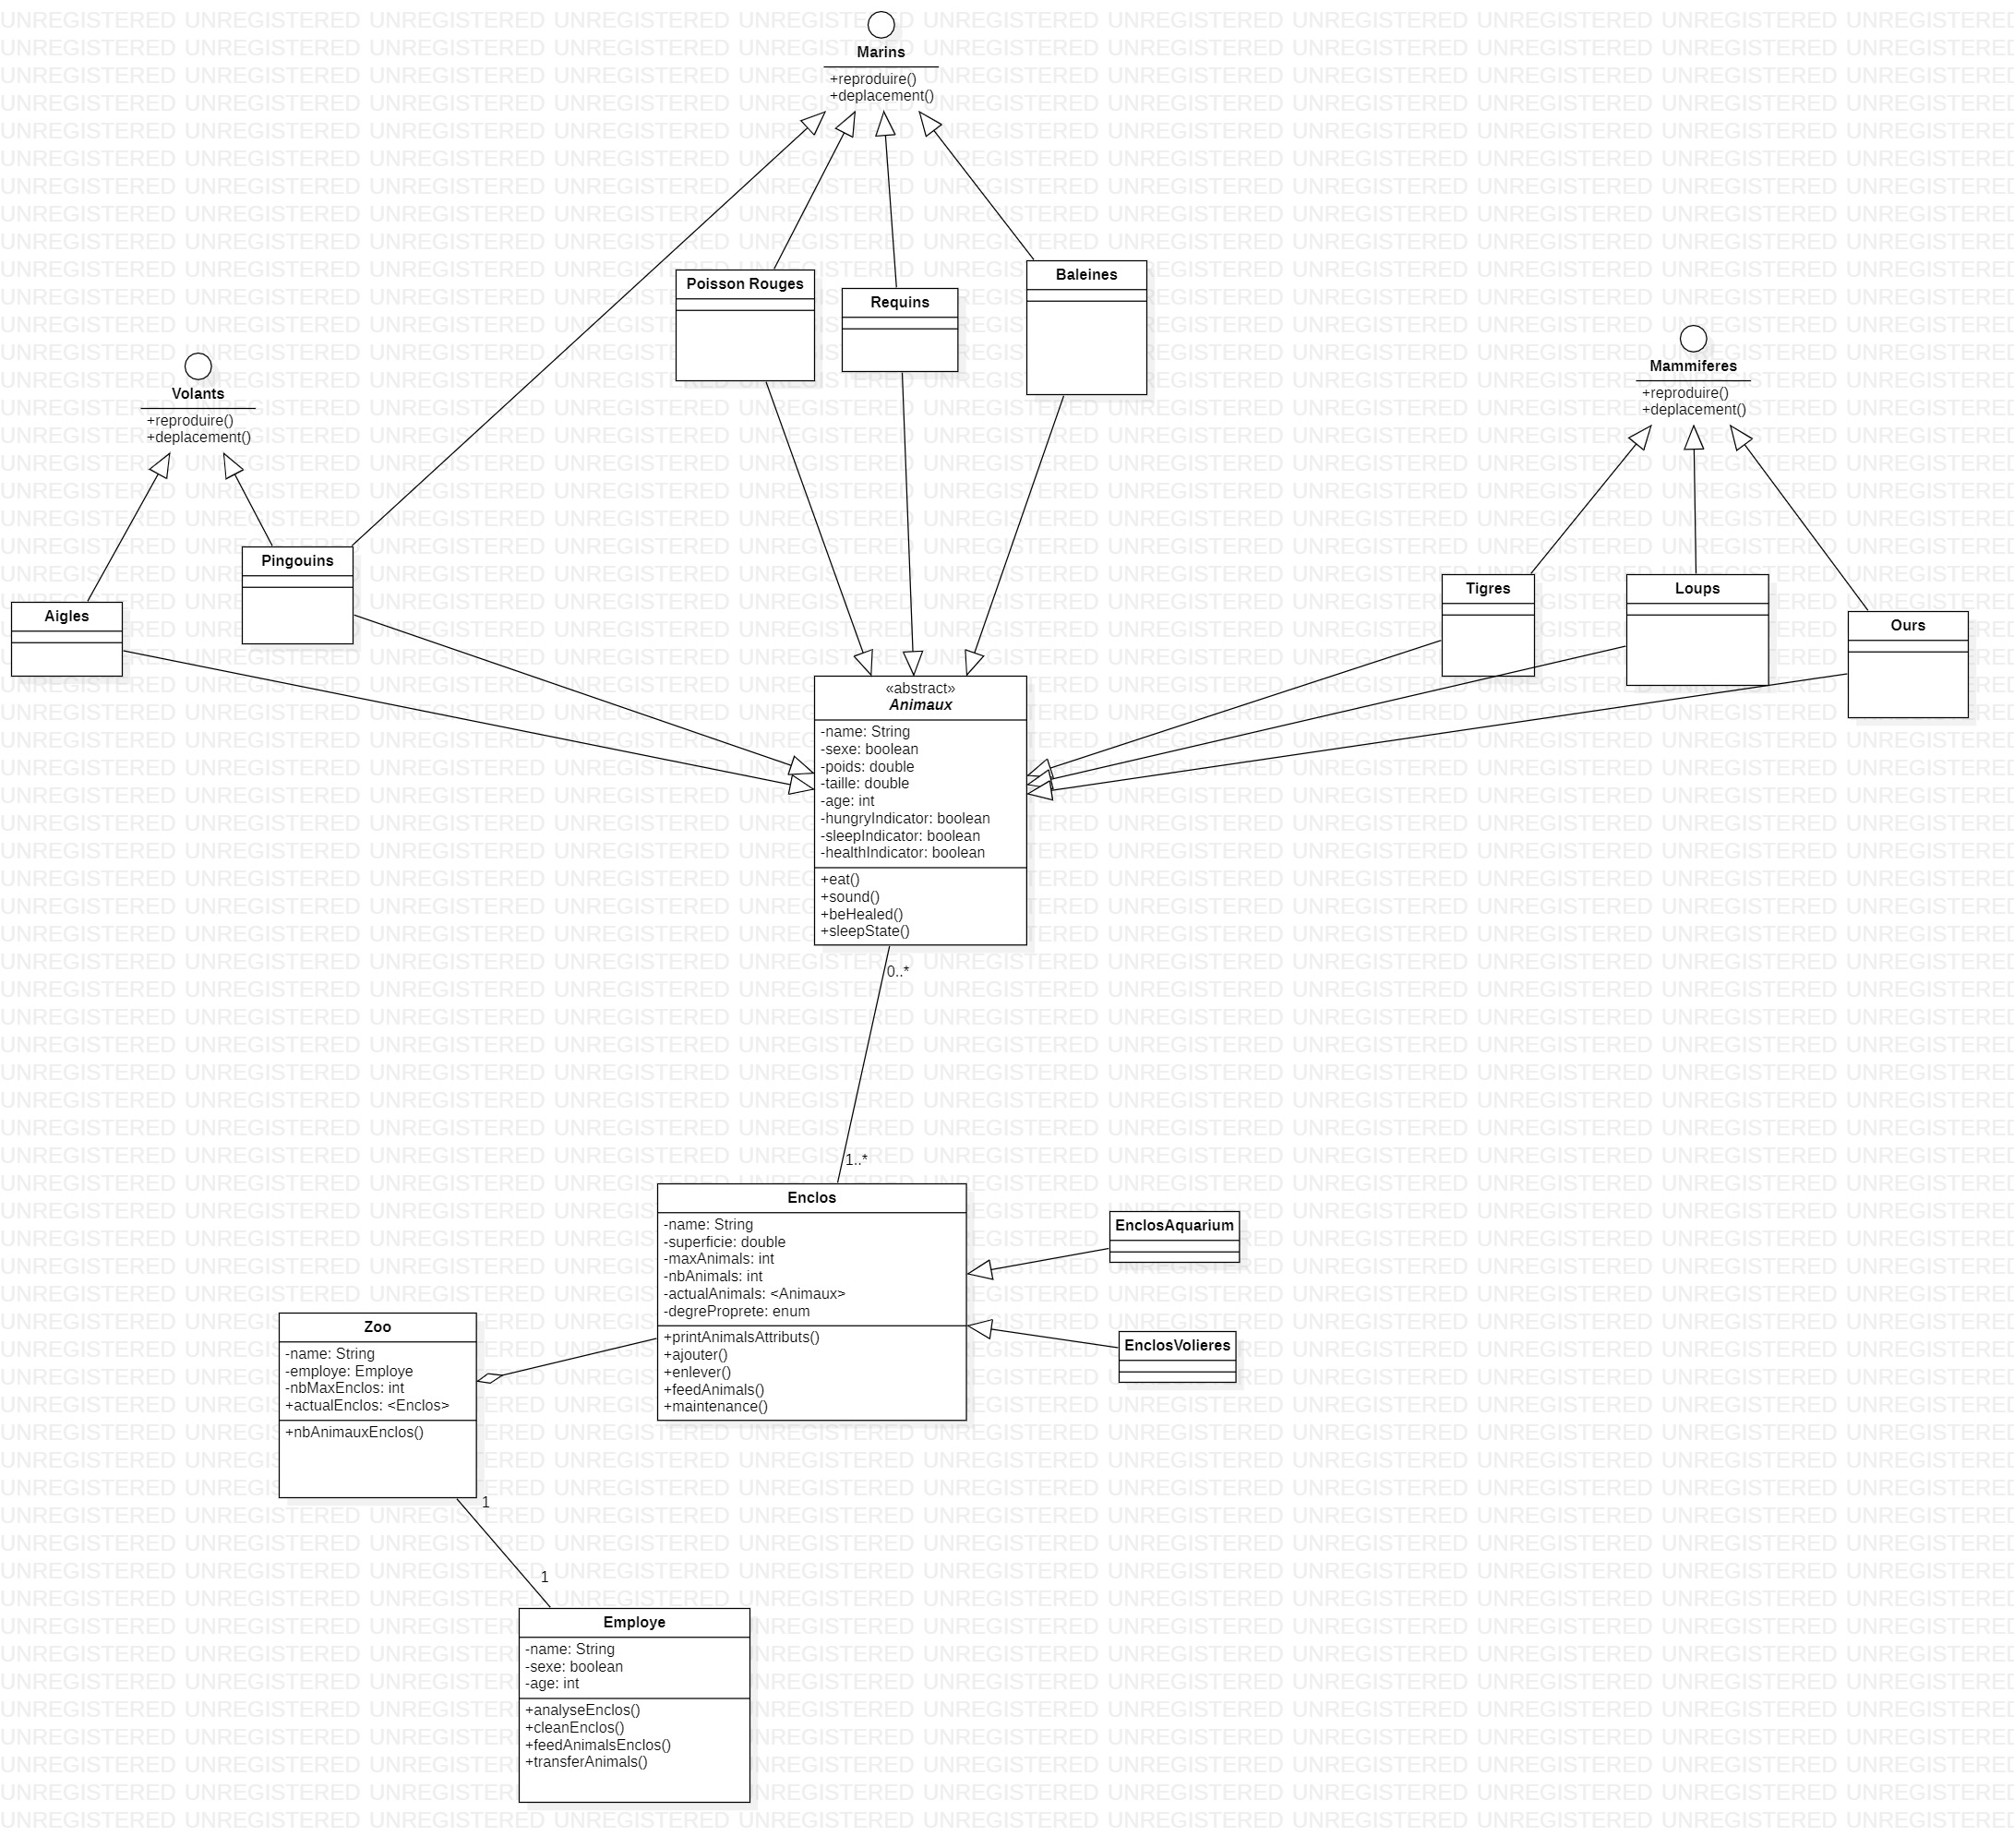 Marins
+reproduire()
+deplacement()
Poisson Rouges
Requins
Baleines
Volants
+reproduire()
+deplacement()
Mammiferes
+reproduire()
+deplacement()
Pingouins
Aigles
Tigres
Loups
Ours
«abstract»
Animaux
-name: String
-sexe: boolean
-poids: double
-taille: double
-age: int
-hungryIndicator: boolean
-sleepIndicator: boolean
-healthIndicator: boolean
+eat()
+sound()
+beHealed()
+sleepState()
0..*
1..*
Enclos
-name: String
-superficie: double
-maxAnimals: int
-nbAnimals: int
-actualAnimals: <Animaux>
-degreProprete: enum
+printAnimalsAttributs()
+ajouter()
+enlever()
+feedAnimals()
+maintenance()
EnclosAquarium
EnclosVolieres
Zoo
-name: String
-employe: Employe
-nbMaxEnclos: int
+actualEnclos: <Enclos>
+nbAnimauxEnclos()
1
1
Employe
-name: String
-sexe: boolean
-age: int
+analyseEnclos()
+cleanEnclos()
+feedAnimalsEnclos()
+transferAnimals()
UNREGISTERED